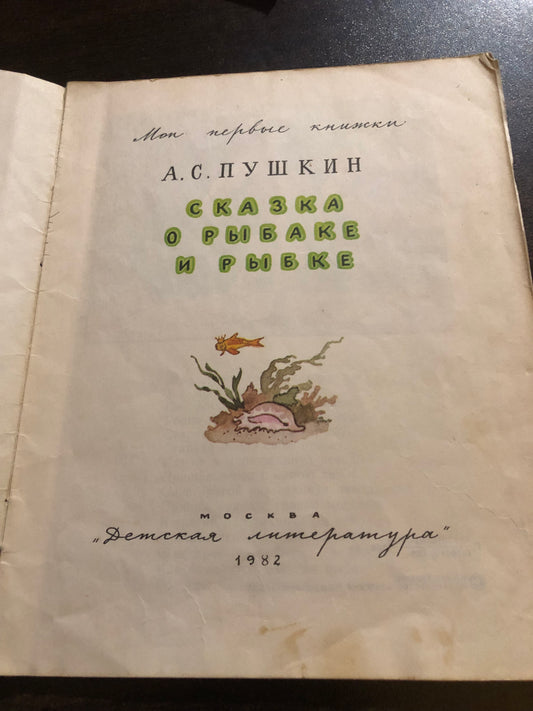 Мои первые книжки
А. С. ПУШКИН
СКАЗКА
О РЫБАКЕ
И РЫБКЕ
МОСКВА
„Детская литература"
1982